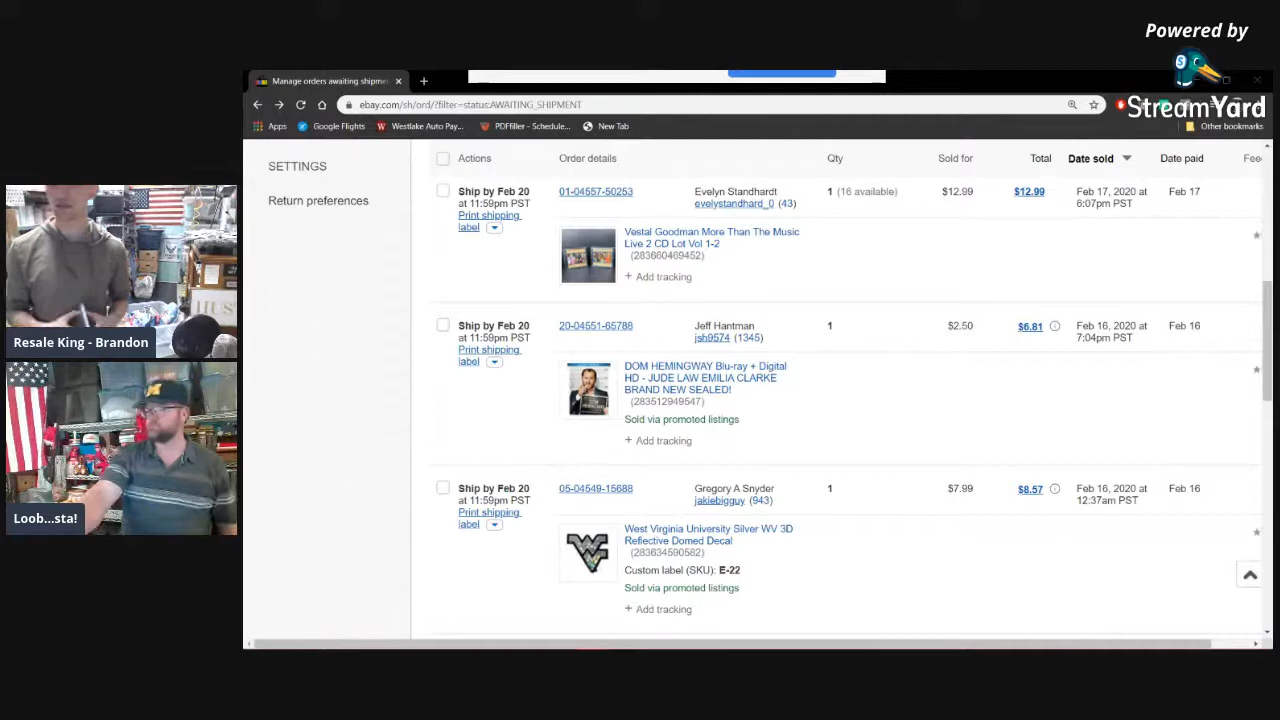 Powered by
StreamYard
Manage orders awaiting shipme
ebay.com/sh/ord/?filter=status:AWAITING_SHIPMENT
Apps Google Flights Westlake Auto Pay... PDFfiller - Schedule... New Tab Other bookmarks
SETTINGS
Return preferences
Actions Order details Qty Sold for Total Date sold Date paid Fee
Ship by Feb 20 01-04557-50253 Evelyn Standhardt 1 (16 available) $12.99 $12.99 Feb 17, 2020 at Feb 17
at 11:59pm PST evelystandhard_0 (43) 6:07pm PST
Print shipping
label
Vestal Goodman More Than The Music
Live 2 CD Lot Vol 1-2
(283660469452)
+ Add tracking
Ship by Feb 20 20-04551-65788 Jeff Hantman 1 $2.50 $6.81 Feb 16, 2020 at Feb 16
at 11:59pm PST jsh9574 (1345) 7:04pm PST
Print shipping
label
DOM HEMINGWAY Blu-ray + Digital
HD - JUDE LAW EMILIA CLARKE
BRAND NEW SEALED!
(283512949547)
Sold via promoted listings
+ Add tracking
Ship by Feb 20 05-04549-15688 Gregory A Snyder 1 $7.99 $8.57 Feb 16, 2020 at Feb 16
at 11:59pm PST jakiebigguy (943) 12:37am PST
Print shipping
label
West Virginia University Silver WV 3D
Reflective Domed Decal
(283634590582)
Custom label (SKU): E-22
Sold via promoted listings
+ Add tracking
Resale King - Brandon
Loob...sta!